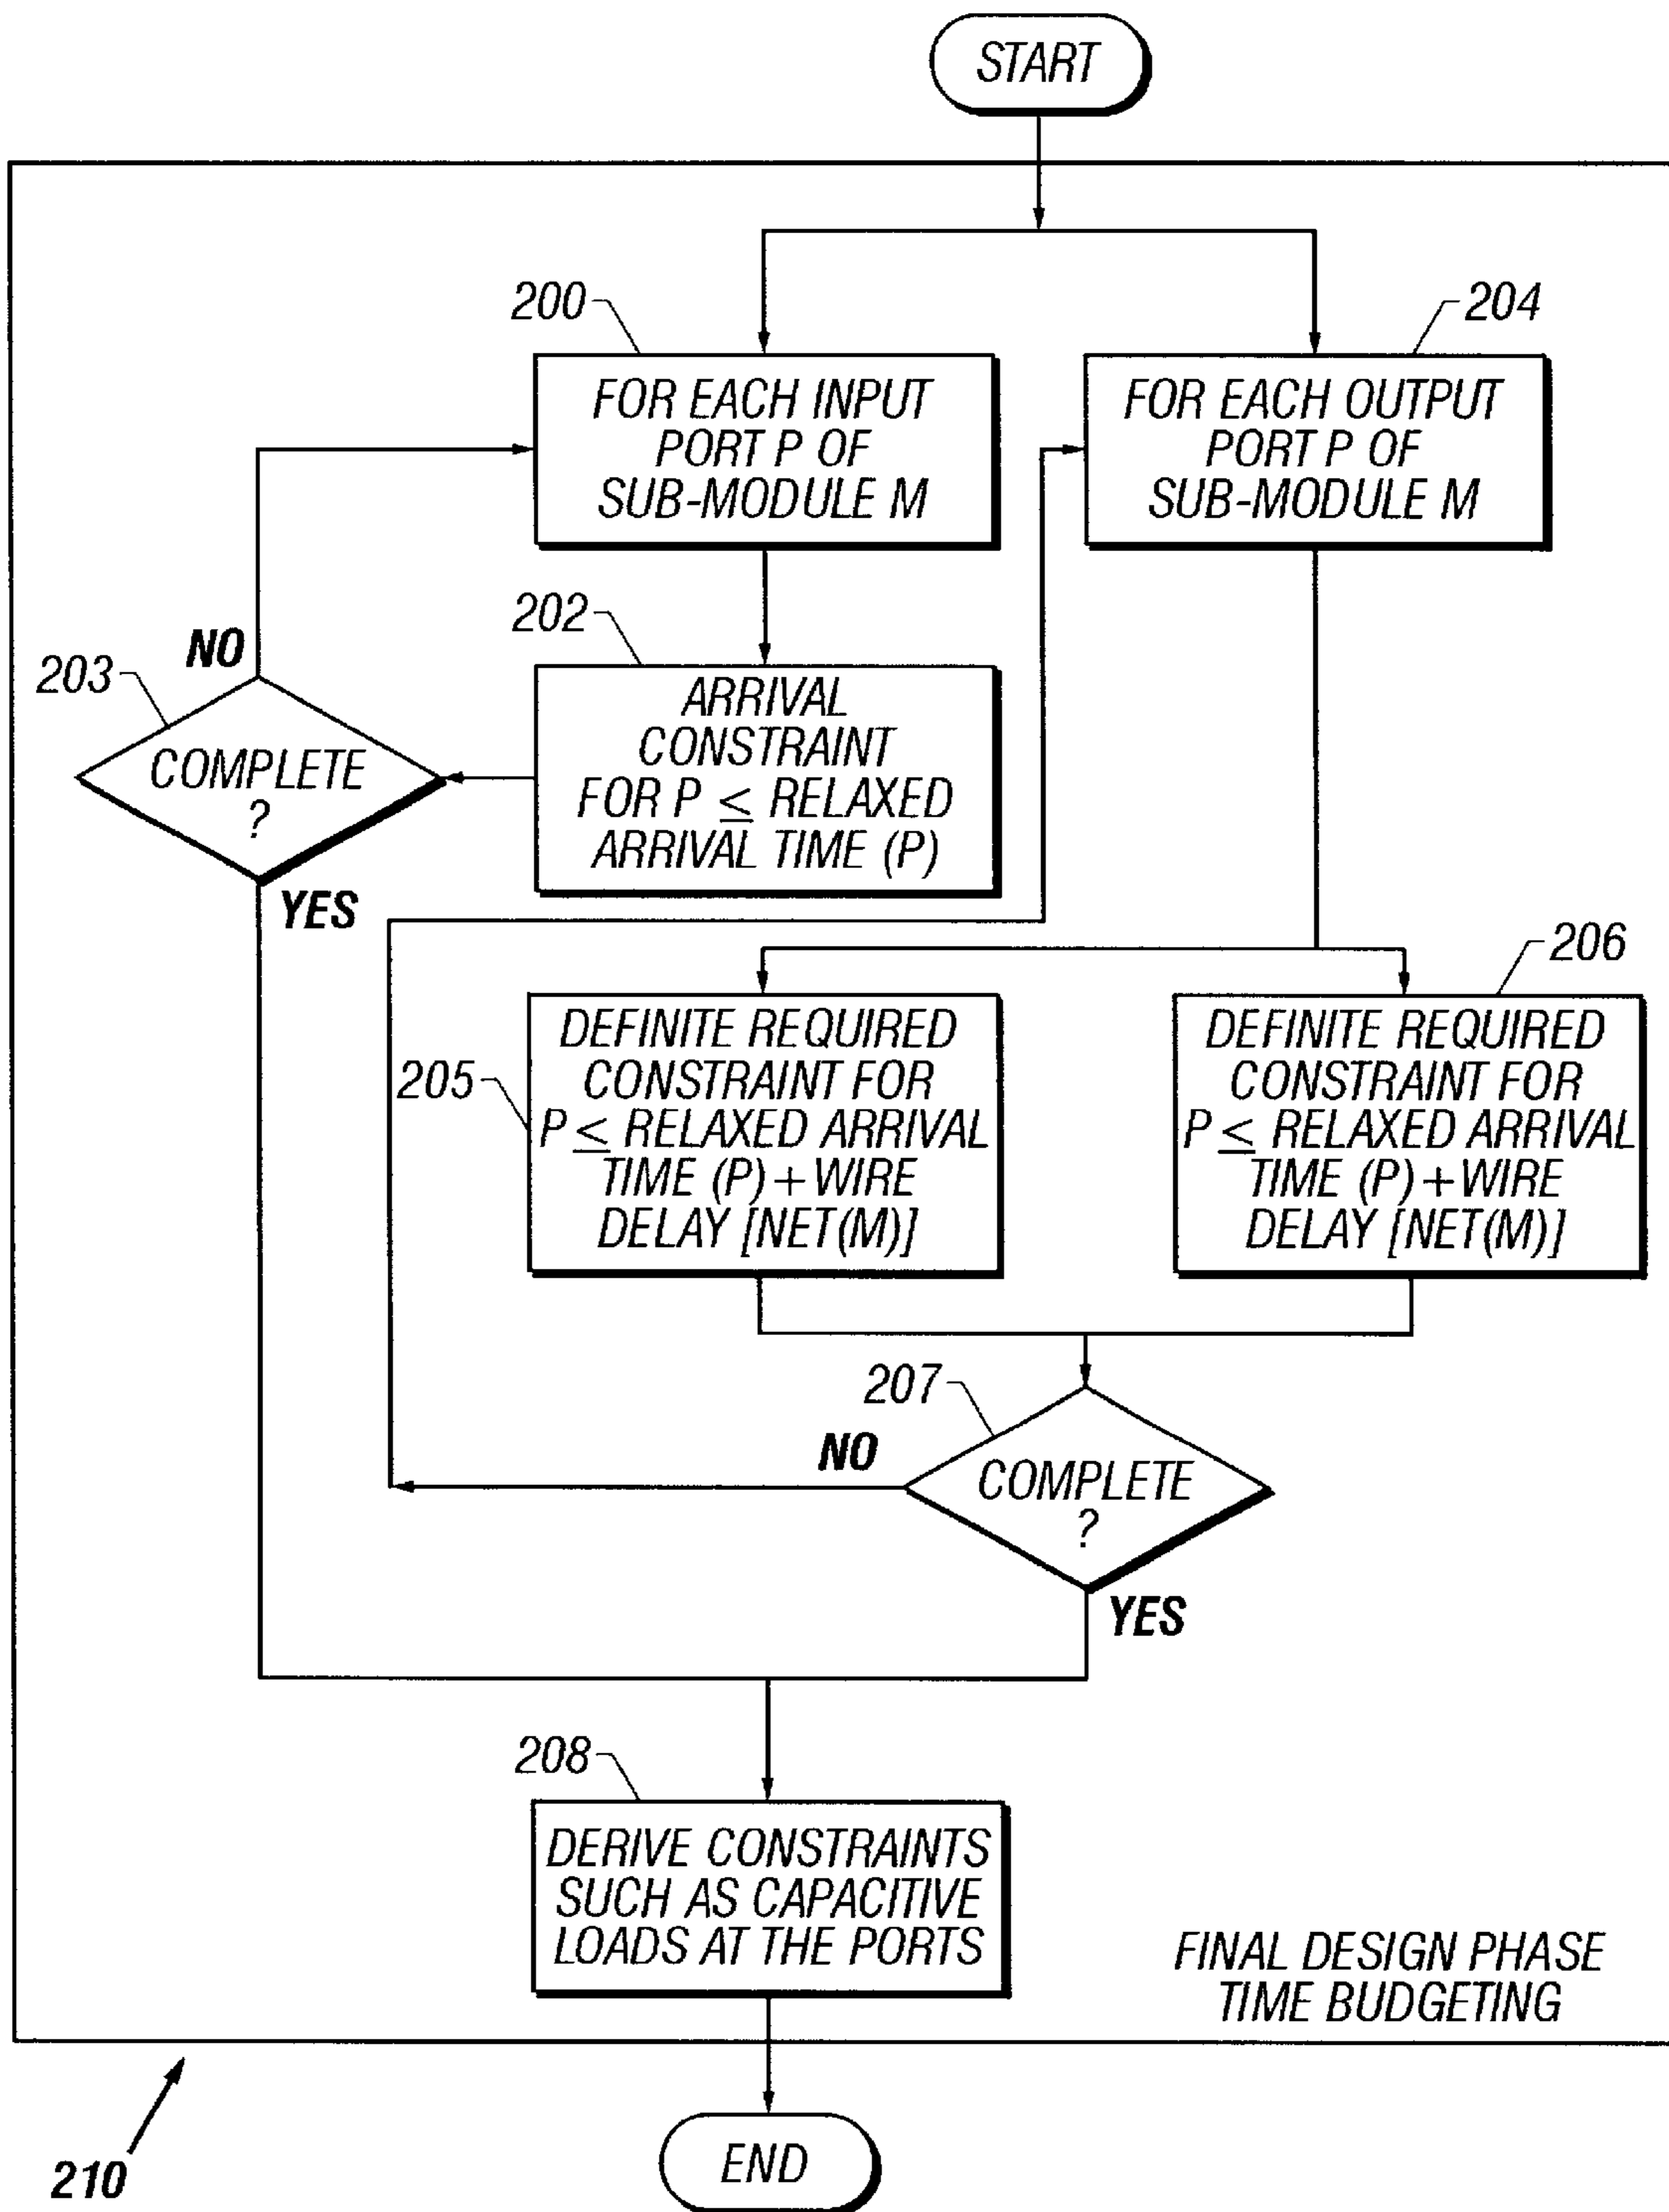 START
200
204
FOR EACH INPUT
PORT P OF
SUB-MODULE M
FOR EACH OUTPUT
PORT P OF
SUB-MODULE M
202
NO
203
COMPLETE
?
YES
ARRIVAL
CONSTRAINT
FOR P ≤ RELAXED
ARRIVAL TIME (P)
206
205
DEFINITE REQUIRED
CONSTRAINT FOR
P ≤ RELAXED ARRIVAL
TIME (P)+WIRE
DELAY [NET(M)]
DEFINITE REQUIRED
CONSTRAINT FOR
P ≤ RELAXED ARRIVAL
TIME (P)+WIRE
DELAY [NET(M)]
207
NO
COMPLETE
?
YES
208
DERIVE CONSTRAINTS
SUCH AS CAPACITIVE
LOADS AT THE PORTS
FINAL DESIGN PHASE
TIME BUDGETING
210
END